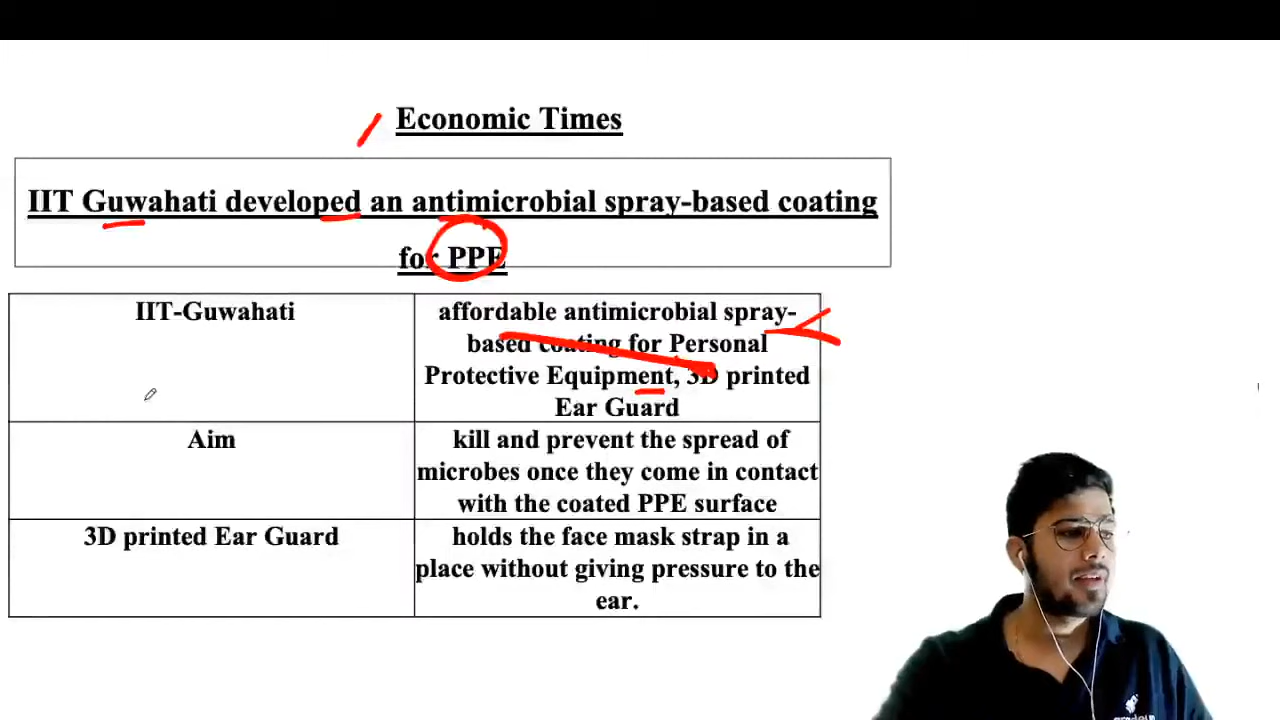 Economic Times
IIT Guwahati developed an antimicrobial spray-based coating
for PPE
IIT-Guwahati
affordable antimicrobial spray-
based coating for Personal
Protective Equipment, 3D printed
Ear Guard
Aim
kill and prevent the spread of
microbes once they come in contact
with the coated PPE surface
3D printed Ear Guard
holds the face mask strap in a
place without giving pressure to the
ear.